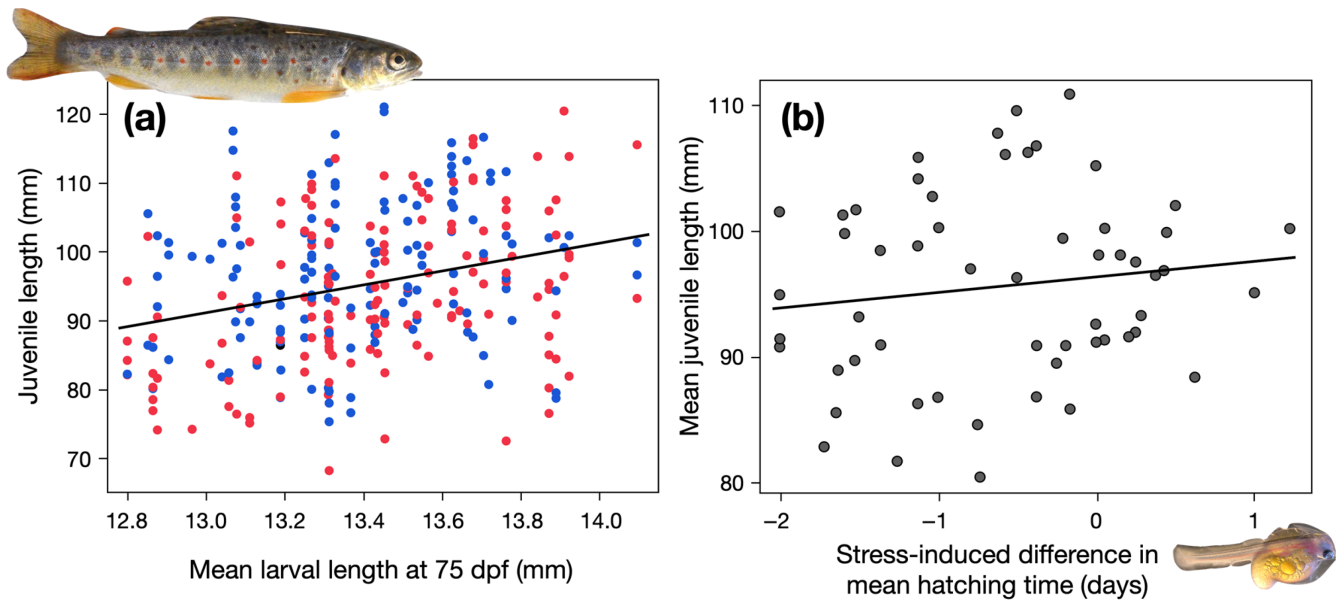 (a)
Juvenile length (mm)
120
110
100
90
80
70
12.8 13.0 13.2 13.4 13.6 13.8 14.0
Mean larval length at 75 dpf (mm)
(b)
Mean juvenile length (mm)
110
100
90
80
−2 −1 0 1
Stress-induced difference in
mean hatching time (days)